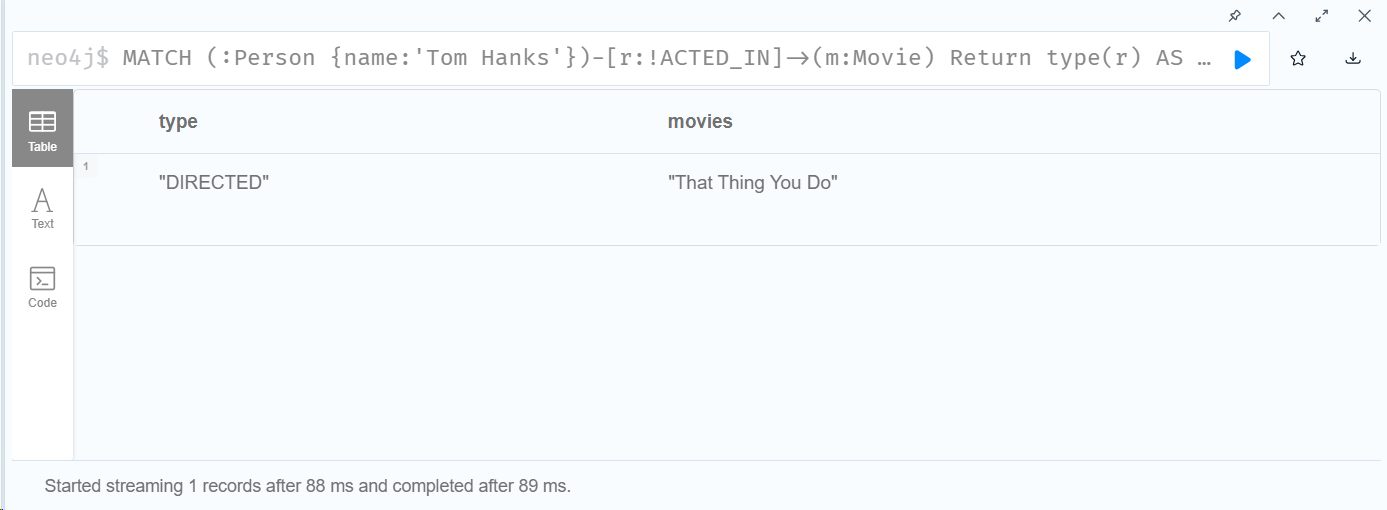 neo4j$ MATCH (:Person {name:'Tom Hanks'})-[r:!ACTED_IN]->(m:Movie) Return type(r) AS …
Table
type movies
1
"DIRECTED" "That Thing You Do"
Text
Code
Started streaming 1 records after 88 ms and completed after 89 ms.